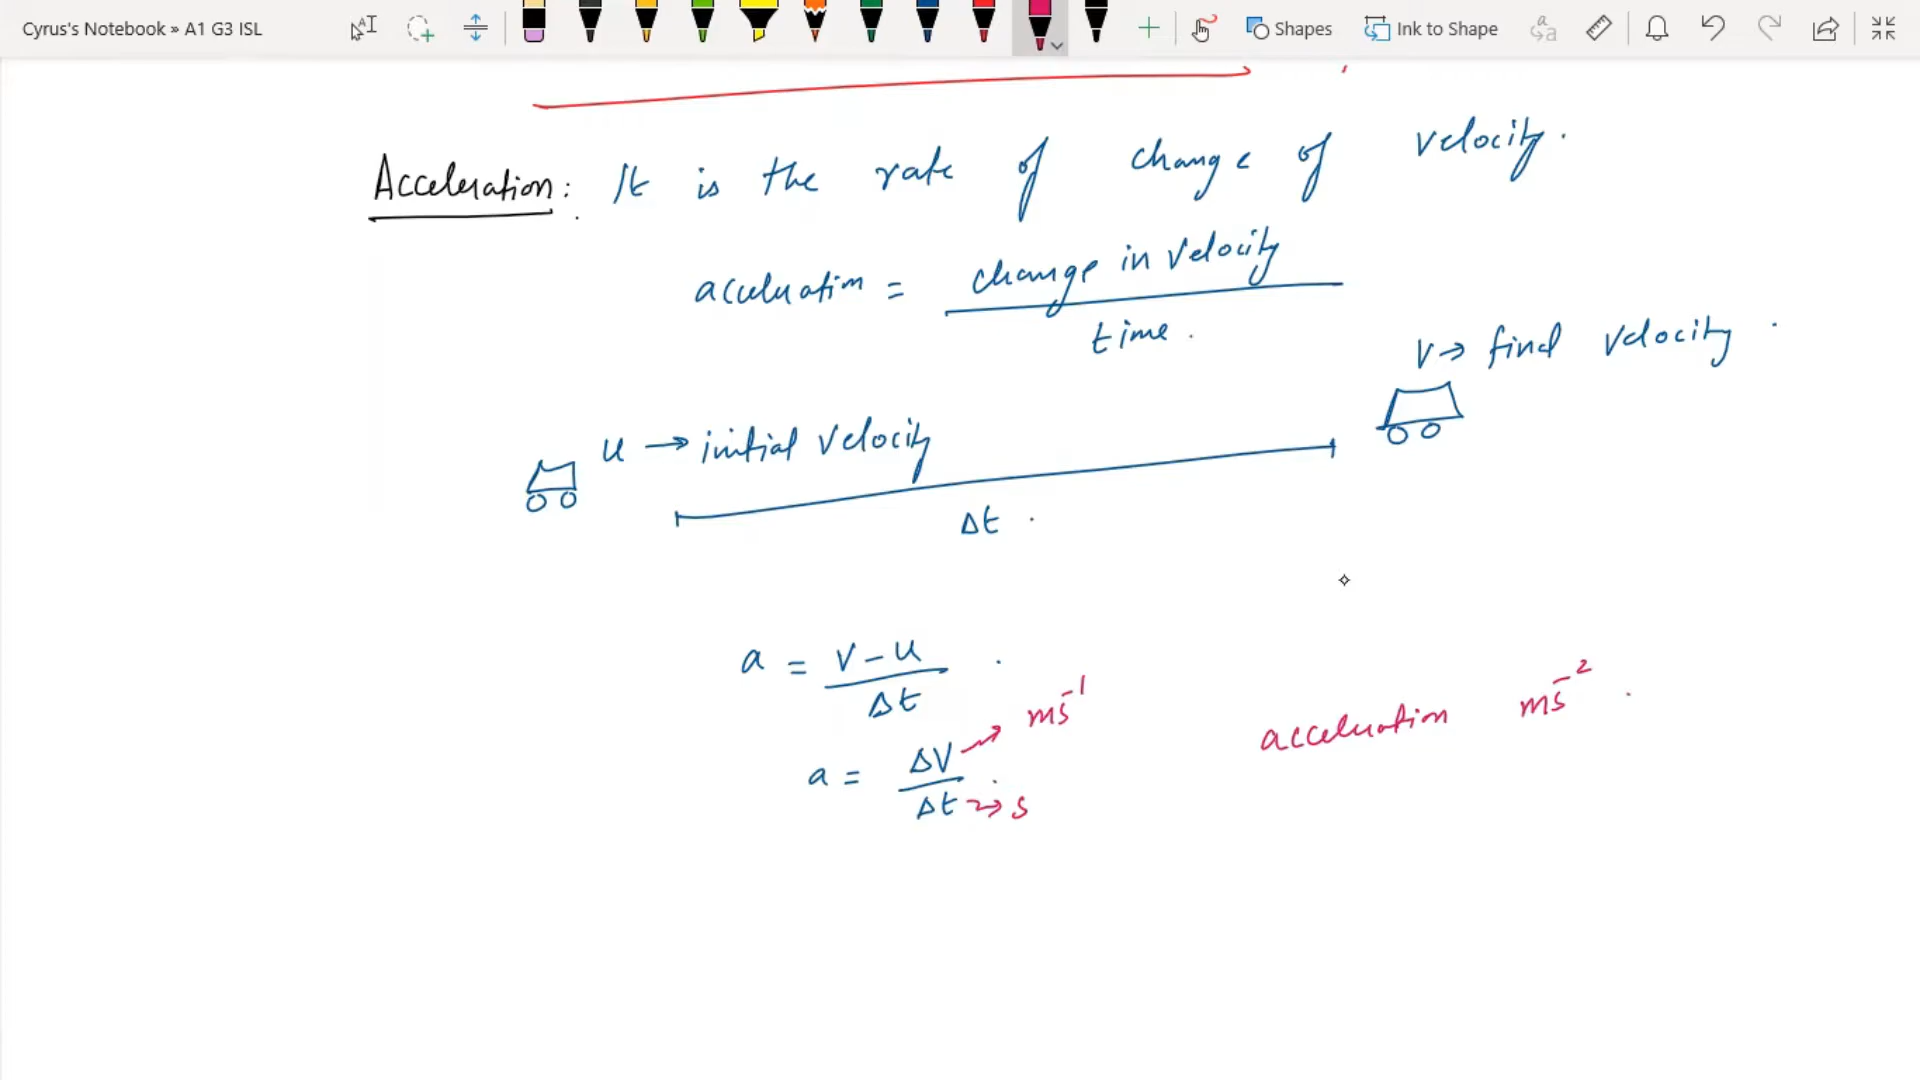 Cyrus's Notebook » A1 G3 ISL
Shapes
Ink to Shape
Acceleration: It is the rate of change of velocity.
acceleration = change in velocity
time.
V → final velocity.
u → initial velocity
Δt.
a = V - u
Δt
ms⁻¹
acceleration ms⁻².
a = ΔV
Δt → s